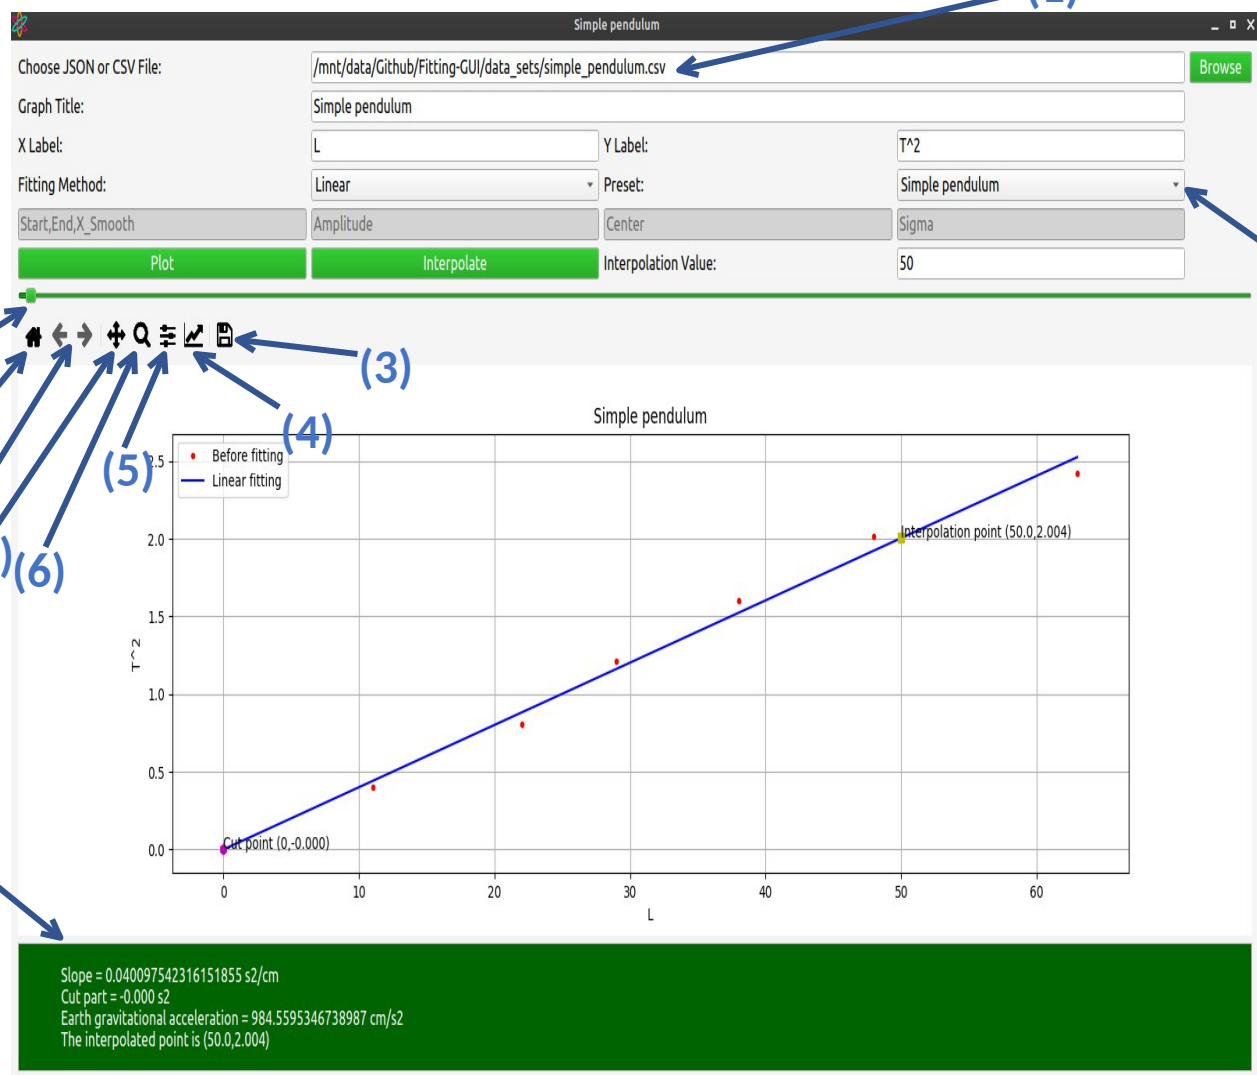 Simple pendulum
Choose JSON or CSV File:
/mnt/data/Github/Fitting-GUI/data_sets/simple_pendulum.csv
Browse
Graph Title:
Simple pendulum
X Label:
L
Y Label:
T^2
Fitting Method:
Linear
Preset:
Simple pendulum
Start,End,X_Smooth
Amplitude
Center
Sigma
Plot
Interpolate
Interpolation Value:
50
(3)
(4)
(5)
(6)
)
Simple pendulum
Before fitting
Linear fitting
2.5
2.0
1.5
1.0
0.5
0.0
T^2
Interpolation point (50.0,2.004)
Cut point (0,-0.000)
0
10
20
30
40
50
60
L
Slope = 0.040097542316151855 s2/cm
Cut part = -0.000 s2
Earth gravitational acceleration = 984.5595346738987 cm/s2
The interpolated point is (50.0,2.004)